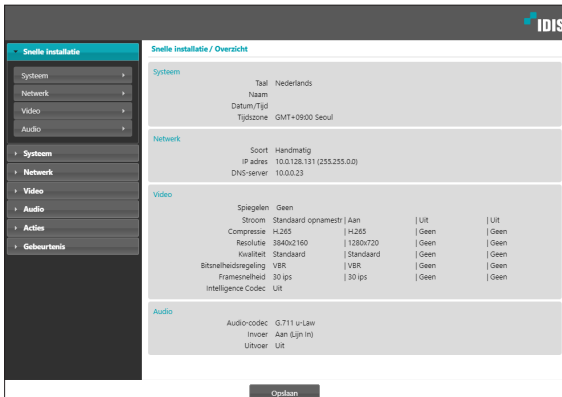 IDIS
Snelle installatie
Systeem
Netwerk
Video
Audio
Systeem
Netwerk
Video
Audio
Acties
Gebeurtenis
Snelle installatie / Overzicht
Systeem
Taal Nederlands
Naam
Datum/Tijd
Tijdszone GMT+09:00 Seoul
Netwerk
Soort Handmatig
IP adres 10.0.128.131 (255.255.0.0)
DNS-server 10.0.0.23
Video
Spiegelen Geen
Stroom Standaard opnamestr | Aan | Uit | Uit
Compressie H.265 | H.265 | Geen | Geen
Resolutie 3840x2160 | 1280x720 | Geen | Geen
Kwaliteit Standaard | Standaard | Geen | Geen
Bitsnelheidsregeling VBR | VBR | Geen | Geen
Framesnelheid 30 ips | 30 ips | Geen | Geen
Intelligence Codec Uit
Audio
Audio-codec G.711 u-Law
Invoer Aan (Lijn In)
Uitvoer Uit
Opslaan